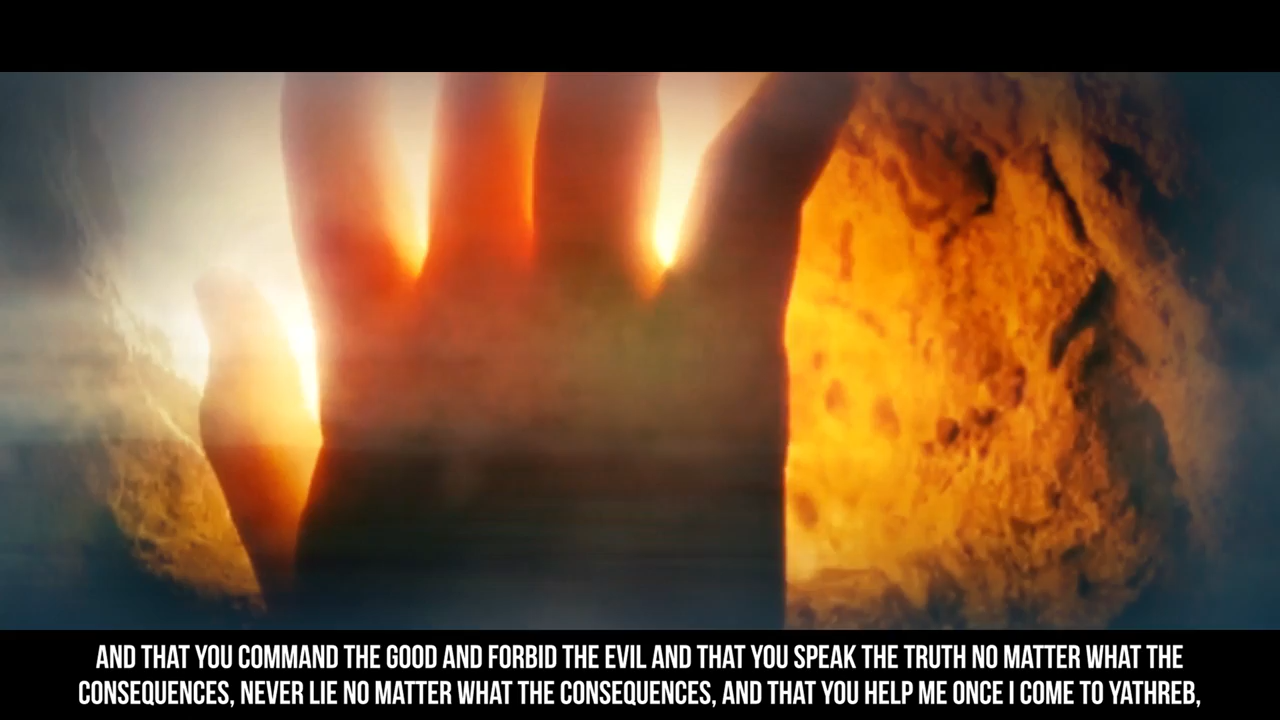 AND THAT YOU COMMAND THE GOOD AND FORBID THE EVIL AND THAT YOU SPEAK THE TRUTH NO MATTER WHAT THE
CONSEQUENCES, NEVER LIE NO MATTER WHAT THE CONSEQUENCES, AND THAT YOU HELP ME ONCE I COME TO YATHREB,